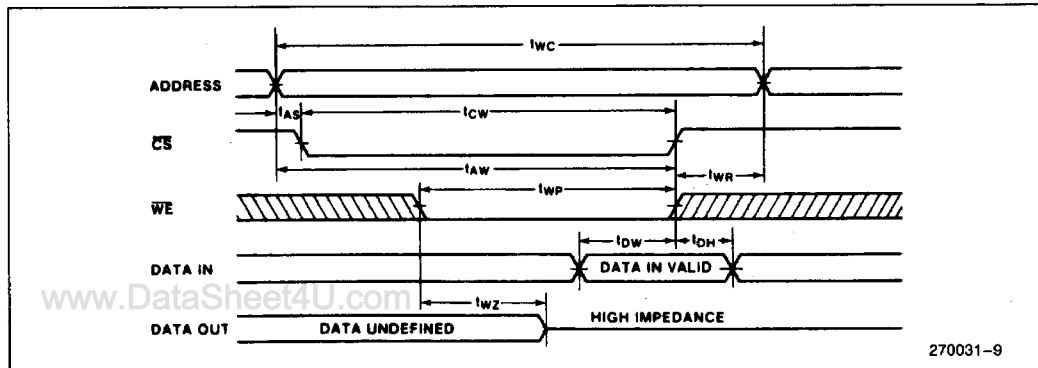 tWC
ADDRESS
tAS
tCW
CS
tAW
tWR
tWP
WE
tDW
tDH
DATA IN
DATA IN VALID
www.DataSheet4U.com
tWZ
DATA OUT
DATA UNDEFINED
HIGH IMPEDANCE
270031-9